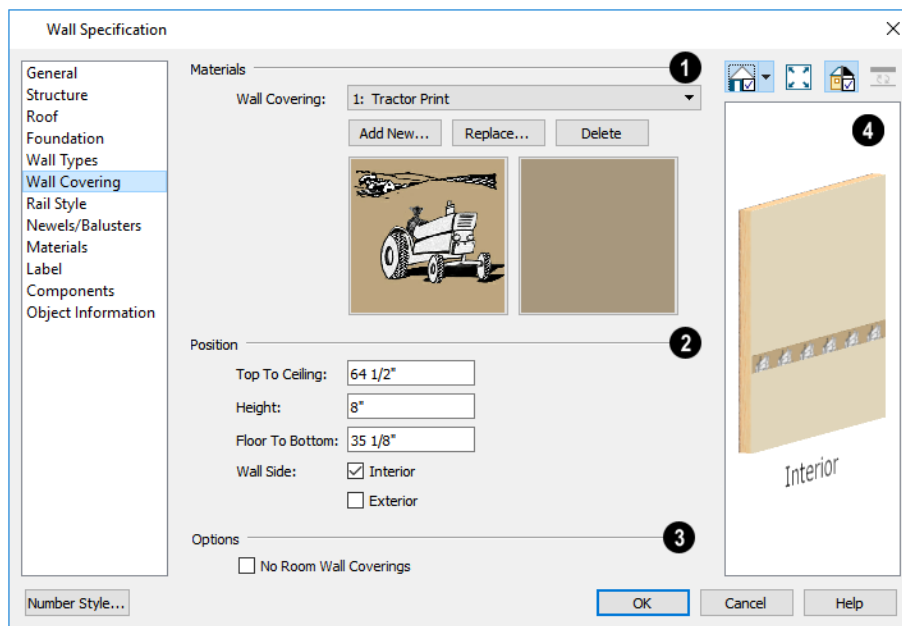 Wall Specification
General
Structure
Roof
Foundation
Wall Types
Wall Covering
Rail Style
Newels/Balusters
Materials
Label
Components
Object Information
Materials 1
Wall Covering: 1: Tractor Print
Add New... Replace... Delete
Position 2
Top To Ceiling: 64 1/2"
Height: 8"
Floor To Bottom: 35 1/8"
Wall Side: Interior
Exterior
Options 3
No Room Wall Coverings
4
Interior
Number Style... OK Cancel Help